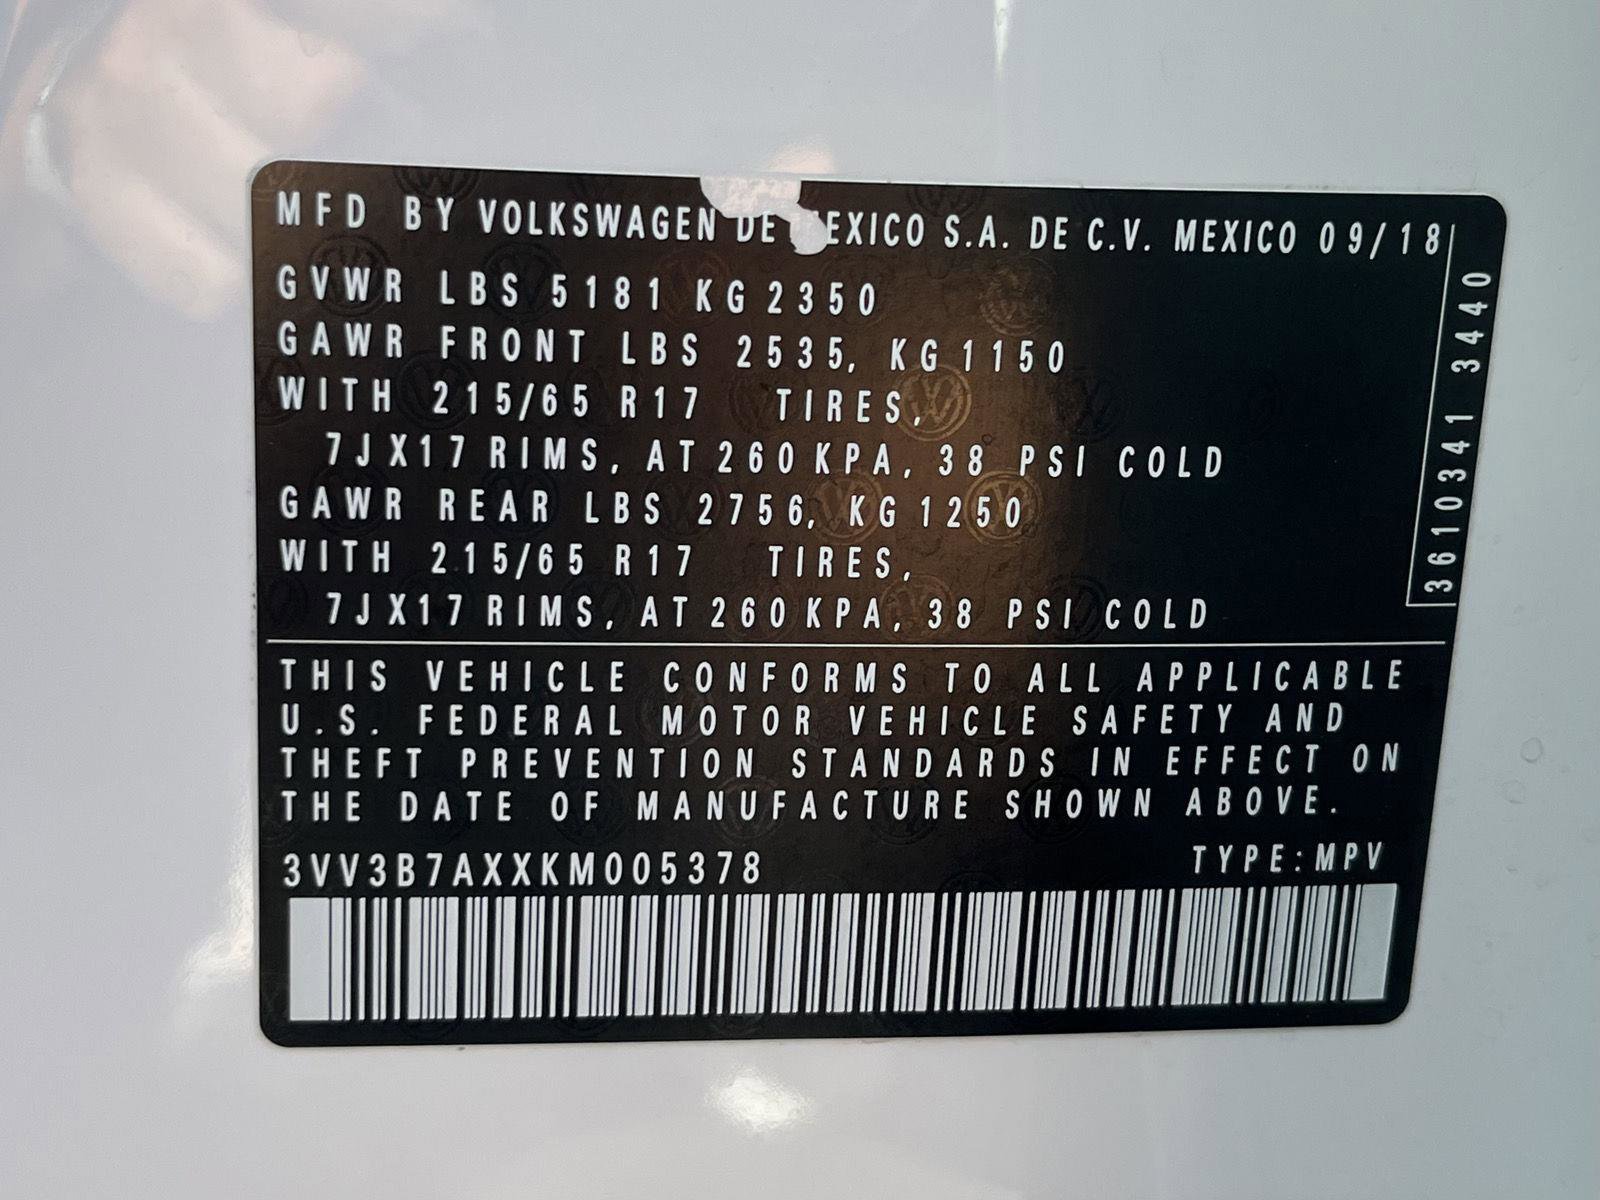 MFD BY VOLKSWAGEN DE MEXICO S.A. DE C.V. MEXICO 09/18
GVWR LBS 5181 KG 2350
GAWR FRONT LBS 2535, KG 1150
WITH 215/65 R17 TIRES,
7JX17 RIMS, AT 260 KPA, 38 PSI COLD
GAWR REAR LBS 2756, KG 1250
WITH 215/65 R17 TIRES,
7JX17 RIMS, AT 260 KPA, 38 PSI COLD
3610341 3440
THIS VEHICLE CONFORMS TO ALL APPLICABLE
U.S. FEDERAL MOTOR VEHICLE SAFETY AND
THEFT PREVENTION STANDARDS IN EFFECT ON
THE DATE OF MANUFACTURE SHOWN ABOVE.
3VV3B7AXXKM005378 TYPE:MPV